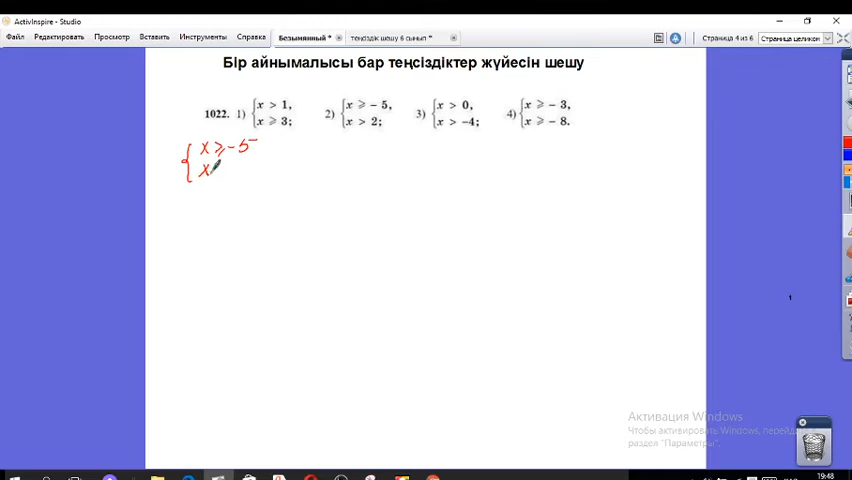 ActivInspire - Studio
Файл Редактировать Просмотр Вставить Инструменты Справка Безымянный * теңсіздік шешу 6 сынып* Страница 4 из 6 Страница целиком
Бір айнымалысы бар теңсіздіктер жүйесін шешу
1022. 1) { x > 1, 2) { x ⩾ – 5, 3) { x > 0, 4) { x ⩾ – 3,
x ⩾ 3; x > 2; x > –4; x ⩾ – 8.
{ x ⩾ -5
x
1
Активация Windows
Чтобы активировать Windows, перейди
раздел "Параметры".
19:48